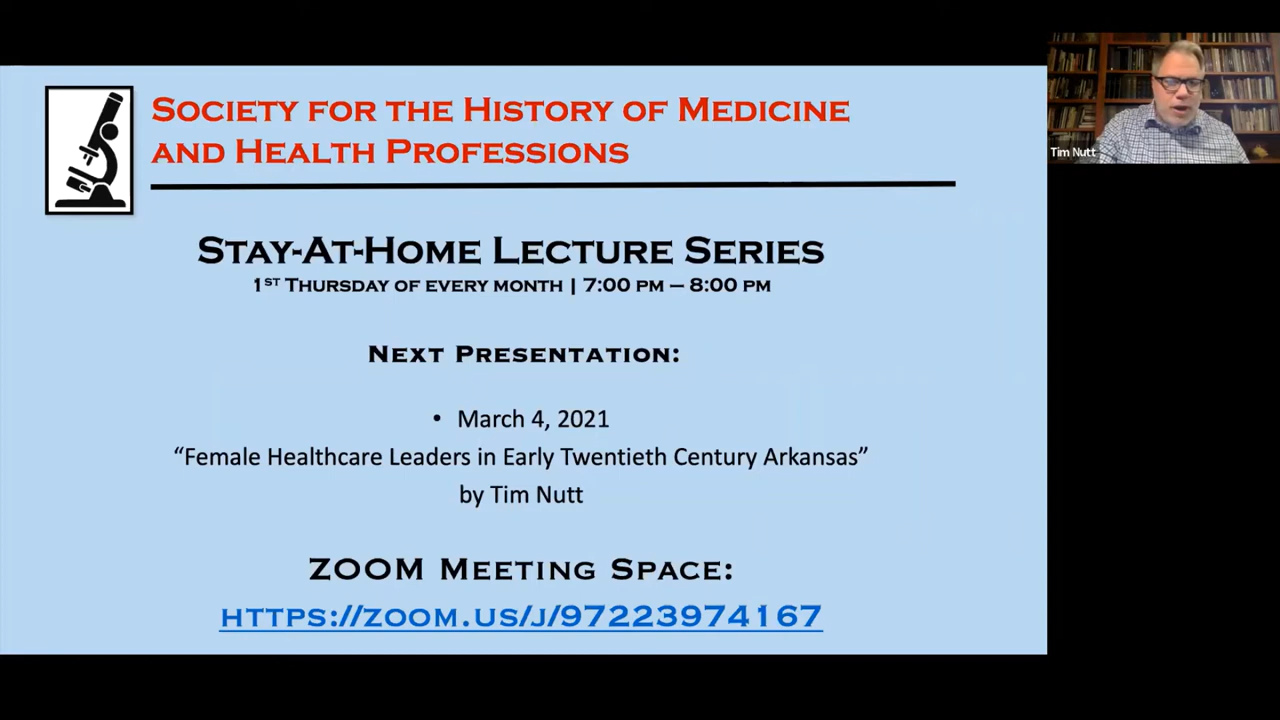 SOCIETY FOR THE HISTORY OF MEDICINE
AND HEALTH PROFESSIONS
STAY-AT-HOME LECTURE SERIES
1ST THURSDAY OF EVERY MONTH | 7:00 PM – 8:00 PM
NEXT PRESENTATION:
• March 4, 2021
“Female Healthcare Leaders in Early Twentieth Century Arkansas”
by Tim Nutt
ZOOM MEETING SPACE:
HTTPS://ZOOM.US/J/97223974167
Tim Nutt